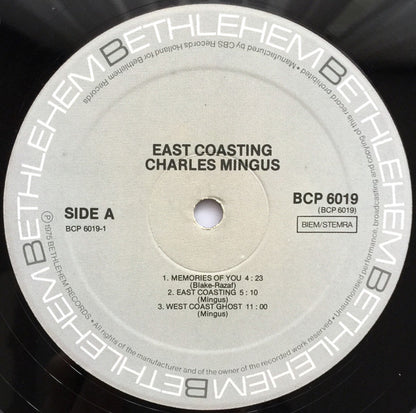 BETHLEHEM BETHLEHEM BETHLEHEM BETHLEHEM
Manufactured by CBS Records Holland for Bethlehem Records
EAST COASTING
CHARLES MINGUS
SIDE A
BCP 6019-1
BCP 6019
(BCP 6019)
BIEM/STEMRA
1. MEMORIES OF YOU 4 : 23
(Blake-Razaf)
2. EAST COASTING 5 : 10
(Mingus)
3. WEST COAST GHOST 11 : 00
(Mingus)
℗ 1975 BETHLEHEM RECORDS • All rights of the manufacturer and of the owner of the recorded work reserved • Unauthorised performance, broadcasting and copying of this record prohibited •